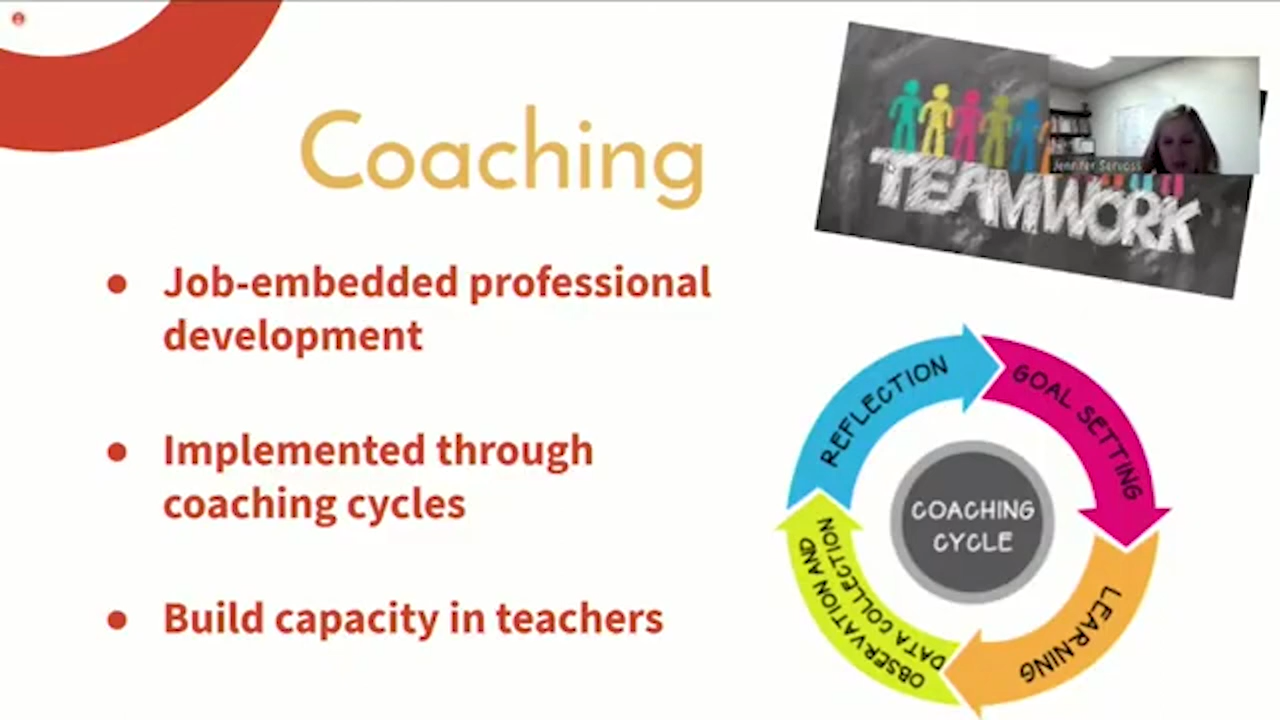 Coaching
TEAMWORK
Jennifer Servoss
● Job-embedded professional
development
● Implemented through
coaching cycles
● Build capacity in teachers
REFLECTION
GOAL SETTING
LEARNING
OBSERVATION AND
DATA COLLECTION
COACHING
CYCLE